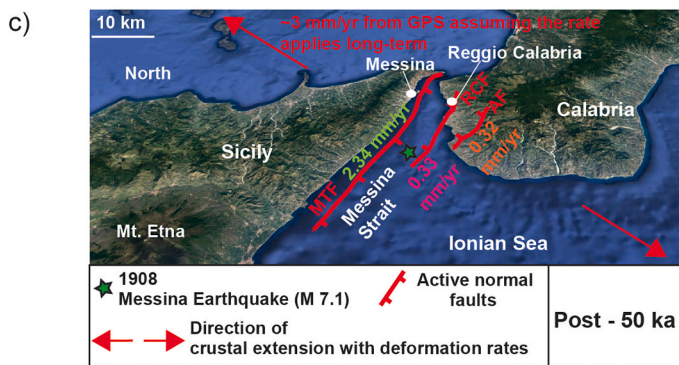 c)
10 km
~3 mm/yr from GPS assuming the rate
applies long-term
North
Messina
Reggio Calabria
RCF
AF
Calabria
Sicily
2.34 mm/yr
0.32
mm/yr
0.33
mm/yr
MTF
Messina
Strait
Mt. Etna
Ionian Sea
1908
Messina Earthquake (M 7.1)
Active normal
faults
Direction of
crustal extension with deformation rates
Post - 50 ka